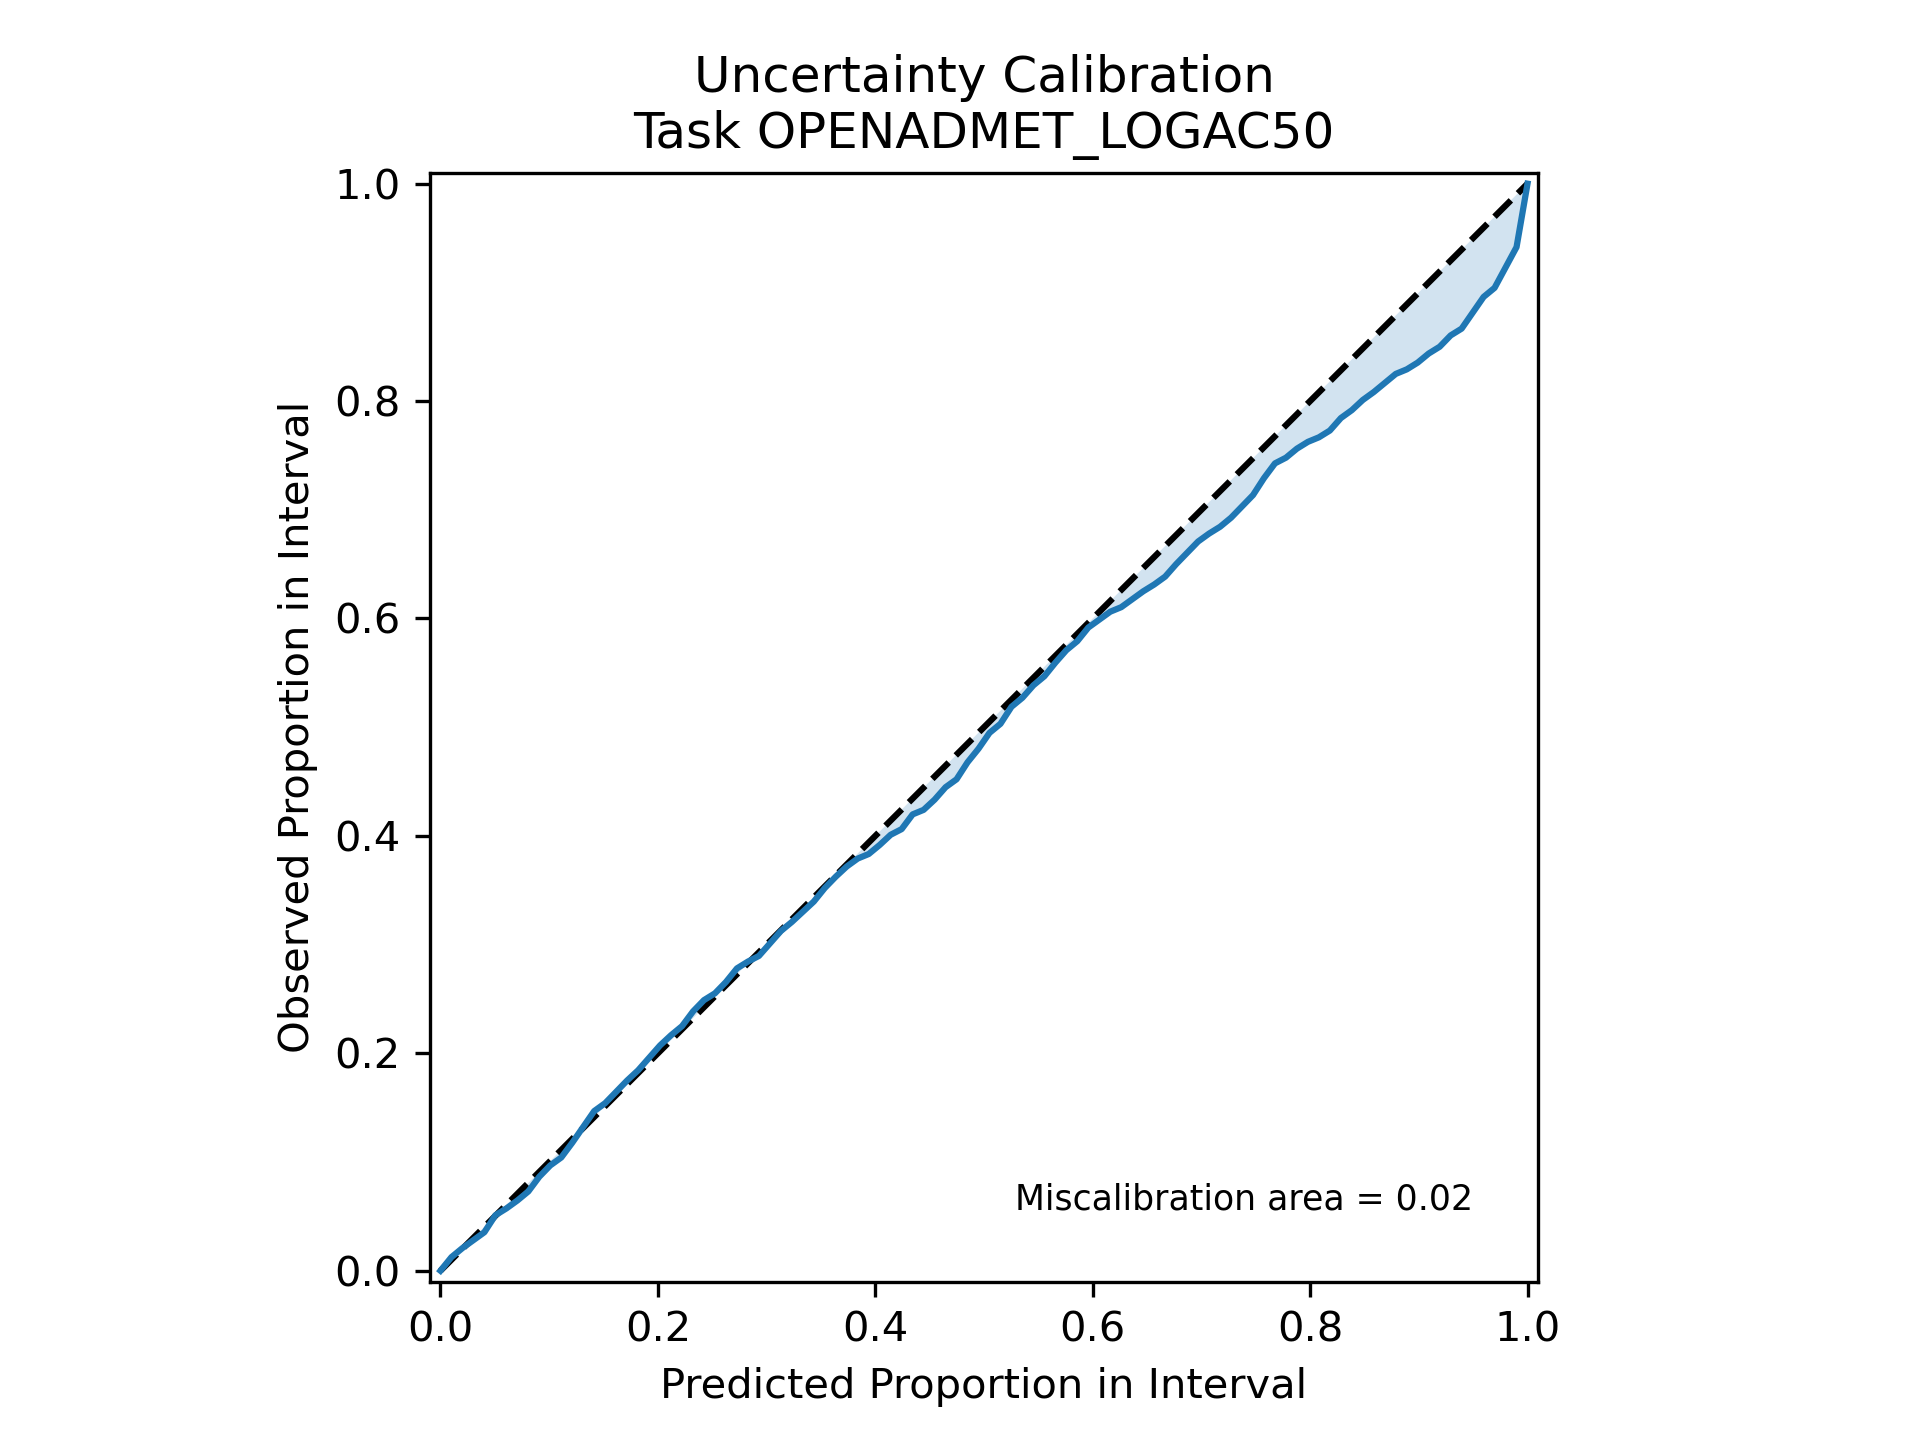 Uncertainty Calibration
Task OPENADMET_LOGAC50
1.0
0.8
0.6
0.4
0.2
0.0
Observed Proportion in Interval
Miscalibration area = 0.02
0.0 0.2 0.4 0.6 0.8 1.0
Predicted Proportion in Interval